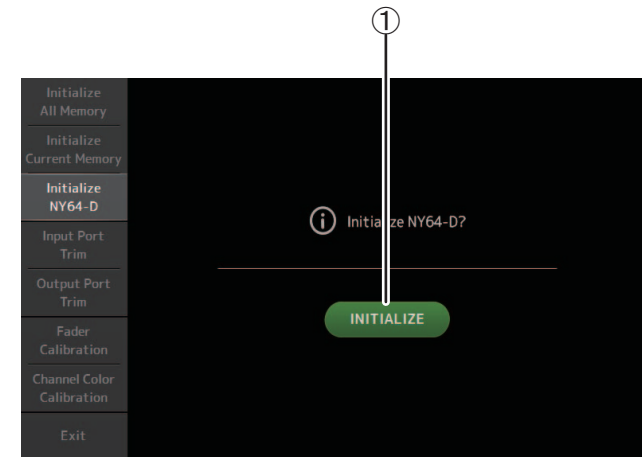 ①
Initialize
All Memory
Initialize
Current Memory
Initialize
NY64-D
Initialize NY64-D?
Input Port
Trim
Output Port
Trim
INITIALIZE
Fader
Calibration
Channel Color
Calibration
Exit